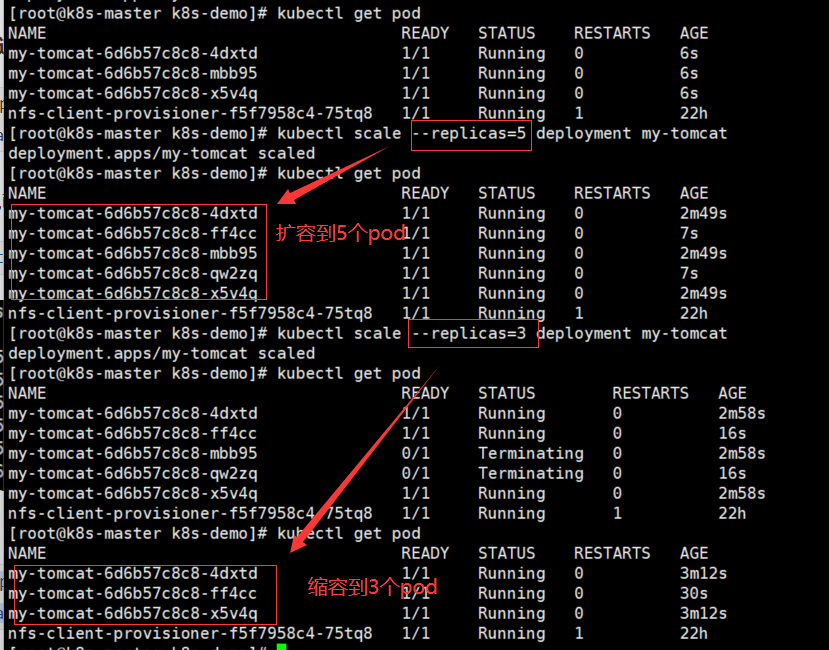 [root@k8s-master k8s-demo]# kubectl get pod
NAME READY STATUS RESTARTS AGE
my-tomcat-6d6b57c8c8-4dxtd 1/1 Running 0 6s
my-tomcat-6d6b57c8c8-mbb95 1/1 Running 0 6s
my-tomcat-6d6b57c8c8-x5v4q 1/1 Running 0 6s
nfs-client-provisioner-f5f7958c4-75tq8 1/1 Running 1 22h
[root@k8s-master k8s-demo]# kubectl scale --replicas=5 deployment my-tomcat
deployment.apps/my-tomcat scaled
[root@k8s-master k8s-demo]# kubectl get pod
NAME READY STATUS RESTARTS AGE
my-tomcat-6d6b57c8c8-4dxtd 1/1 Running 0 2m49s
my-tomcat-6d6b57c8c8-ff4cc 1/1 Running 0 7s
扩容到5个pod
my-tomcat-6d6b57c8c8-mbb95 1/1 Running 0 2m49s
my-tomcat-6d6b57c8c8-qw2zq 1/1 Running 0 7s
my-tomcat-6d6b57c8c8-x5v4q 1/1 Running 0 2m49s
nfs-client-provisioner-f5f7958c4-75tq8 1/1 Running 1 22h
[root@k8s-master k8s-demo]# kubectl scale --replicas=3 deployment my-tomcat
deployment.apps/my-tomcat scaled
[root@k8s-master k8s-demo]# kubectl get pod
NAME READY STATUS RESTARTS AGE
my-tomcat-6d6b57c8c8-4dxtd 1/1 Running 0 2m58s
my-tomcat-6d6b57c8c8-ff4cc 1/1 Running 0 16s
my-tomcat-6d6b57c8c8-mbb95 0/1 Terminating 0 2m58s
my-tomcat-6d6b57c8c8-qw2zq 0/1 Terminating 0 16s
my-tomcat-6d6b57c8c8-x5v4q 1/1 Running 0 2m58s
nfs-client-provisioner-f5f7958c4-75tq8 1/1 Running 1 22h
[root@k8s-master k8s-demo]# kubectl get pod
NAME READY STATUS RESTARTS AGE
my-tomcat-6d6b57c8c8-4dxtd 1/1 Running 0 3m12s
my-tomcat-6d6b57c8c8-ff4cc 1/1 Running 0 30s
缩容到3个pod
my-tomcat-6d6b57c8c8-x5v4q 1/1 Running 0 3m12s
nfs-client-provisioner-f5f7958c4-75tq8 1/1 Running 1 22h
[root@k8s-master k8s-demo]#